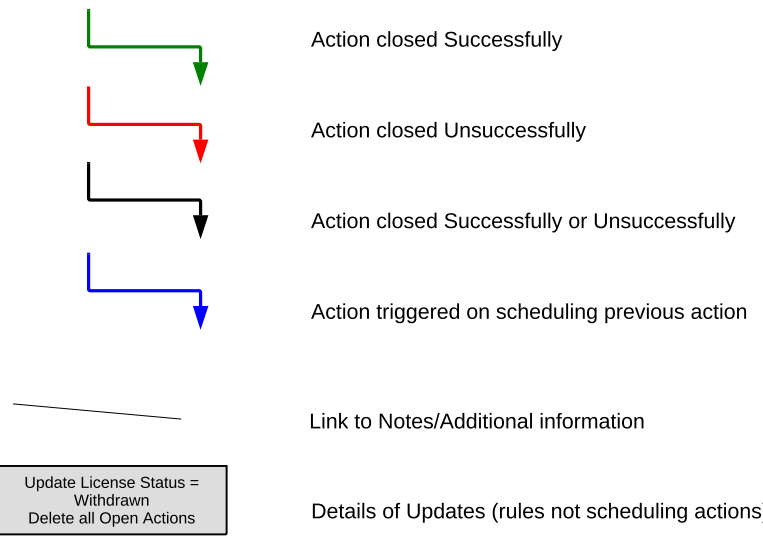 Action closed Successfully
Action closed Unsuccessfully
Action closed Successfully or Unsuccessfully
Action triggered on scheduling previous action
Link to Notes/Additional information
Update License Status =
Withdrawn
Delete all Open Actions
Details of Updates (rules not scheduling actions)